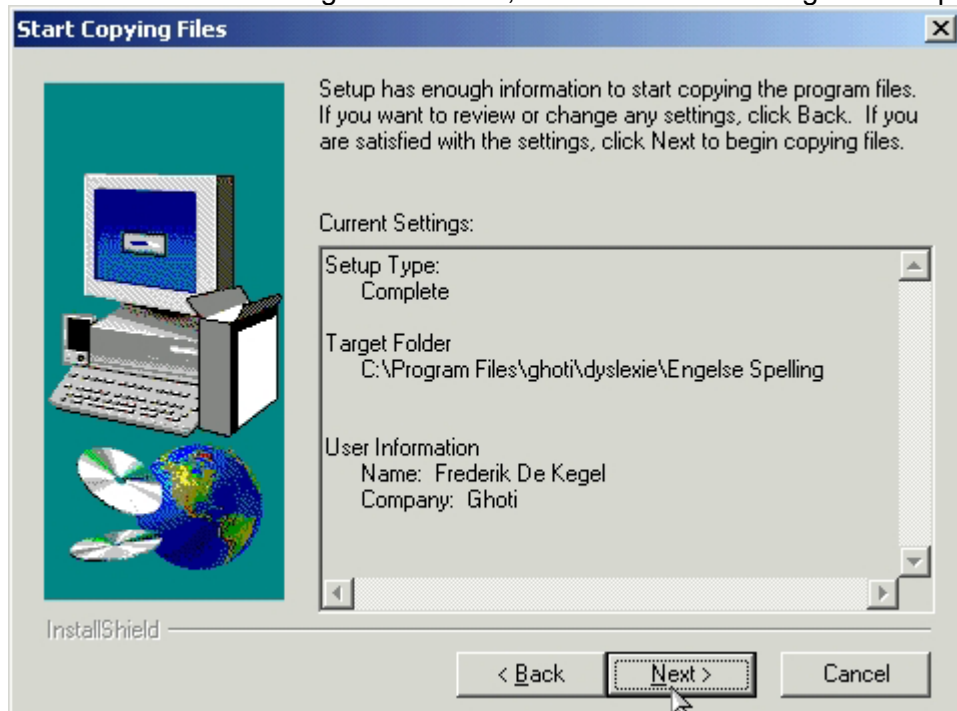 Start Copying Files
Setup has enough information to start copying the program files.
If you want to review or change any settings, click Back. If you
are satisfied with the settings, click Next to begin copying files.
Current Settings:
Setup Type:
Complete
Target Folder
C:\Program Files\ghoti\dyslexie\Engelse Spelling
User Information
Name: Frederik De Kegel
Company: Ghoti
InstallShield
< Back
Next >
Cancel